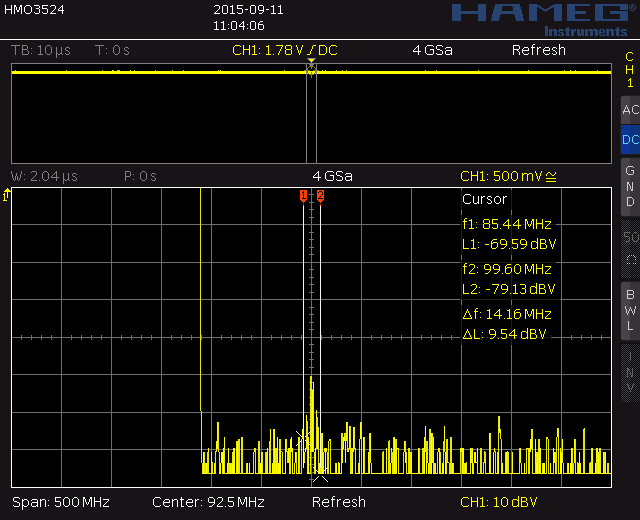 HMO3524 2015-09-11 HAMEG®
11:04:06 Instruments
TB: 10 µs T: 0 s CH1: 1.78 V / DC 4 GSa Refresh
CH1
AC
DC
W: 2.04 µs P: 0 s 4 GSa CH1: 500 mV ≅
GND
1 1 2 Cursor
f1: 85.44 MHz
L1: -69.59 dBV
50 Ω
f2: 99.60 MHz
L2: -79.13 dBV
BWL
Δf: 14.16 MHz
ΔL: 9.54 dBV
INV
Span: 500 MHz Center: 92.5 MHz Refresh CH1: 10 dBV